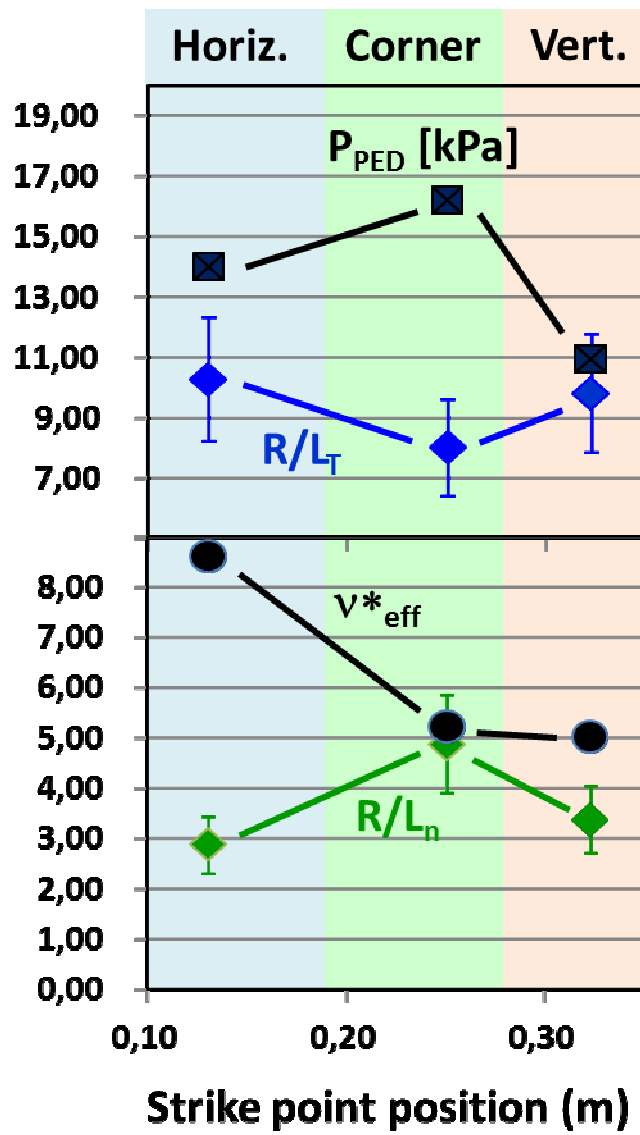 Horiz. Corner Vert.
19,00
P_PED [kPa]
17,00
15,00
13,00
11,00
9,00
R/L_T
7,00
8,00
ν*_eff
7,00
6,00
5,00
4,00
R/L_n
3,00
2,00
1,00
0,00
0,10 0,20 0,30
Strike point position (m)